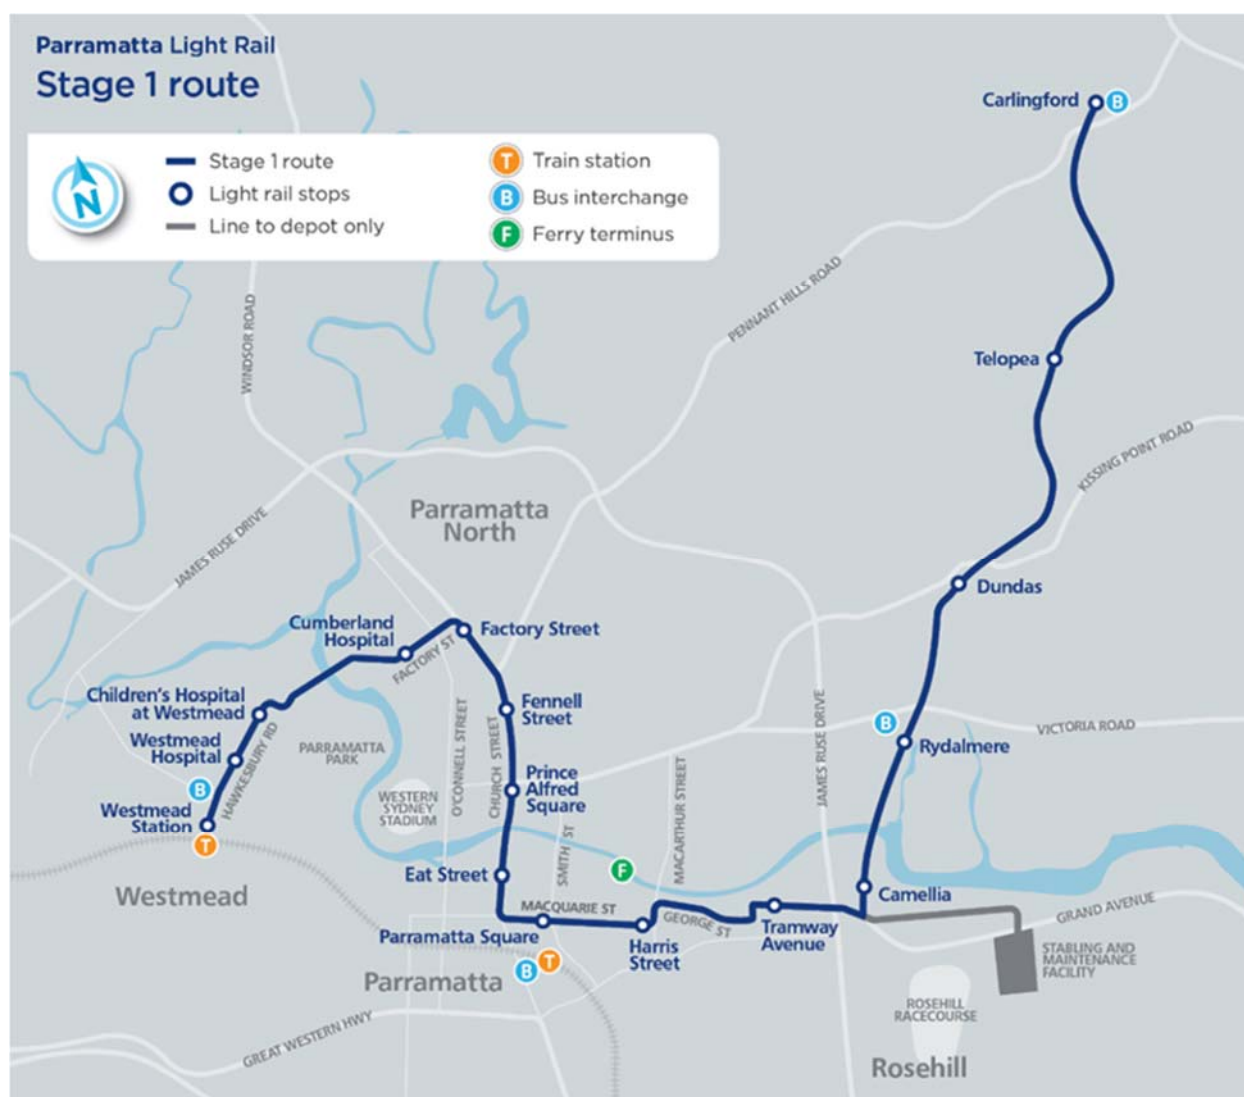 Parramatta Light Rail
Stage 1 route
N
Stage 1 route
Light rail stops
Line to depot only
T Train station
B Bus interchange
F Ferry terminus
Carlingford B
WINDSOR ROAD
PENNANT HILLS ROAD
Telopea
KISSING POINT ROAD
JAMES RUSE DRIVE
Parramatta
North
Dundas
Cumberland
Hospital
Factory Street
FACTORY ST
Children's Hospital
at Westmead
Westmead
Hospital
HAWKESBURY RD
B
Westmead
Station
T
Westmead
PARRAMATTA
PARK
WESTERN
SYDNEY
STADIUM
O'CONNELL STREET
CHURCH STREET
Fennell
Street
Prince
Alfred
Square
SMITH ST
MACARTHUR STREET
JAMES RUSE DRIVE
B
Rydalmere
VICTORIA ROAD
Eat Street
F
MACQUARIE ST
Parramatta Square
GEORGE ST
Harris
Street
Tramway
Avenue
Camellia
GRAND AVENUE
STABLING AND
MAINTENANCE
FACILITY
B T
Parramatta
GREAT WESTERN HWY
ROSEHILL
RACECOURSE
Rosehill